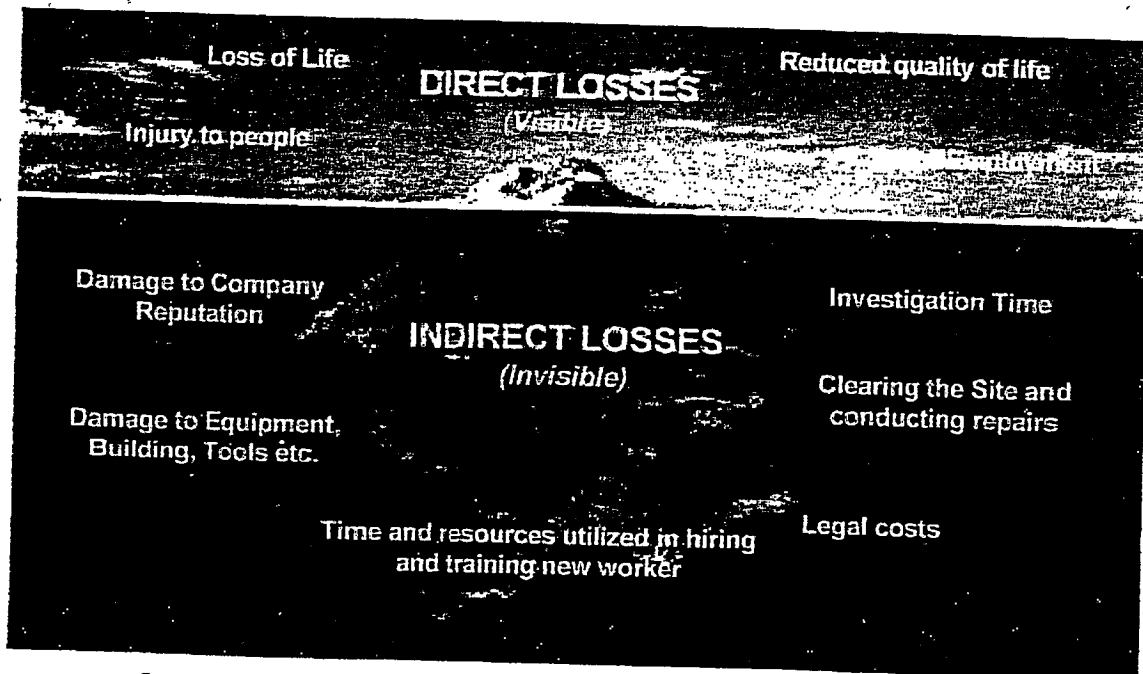 Loss of Life
DIRECT LOSSES
(Visible)
Reduced quality of life
Injury to people
Damage to Company
Reputation
INDIRECT LOSSES
(Invisible)
Investigation Time
Clearing the Site and
conducting repairs
Damage to Equipment,
Building, Tools etc.
Time and resources utilized in hiring
and training new worker
Legal costs